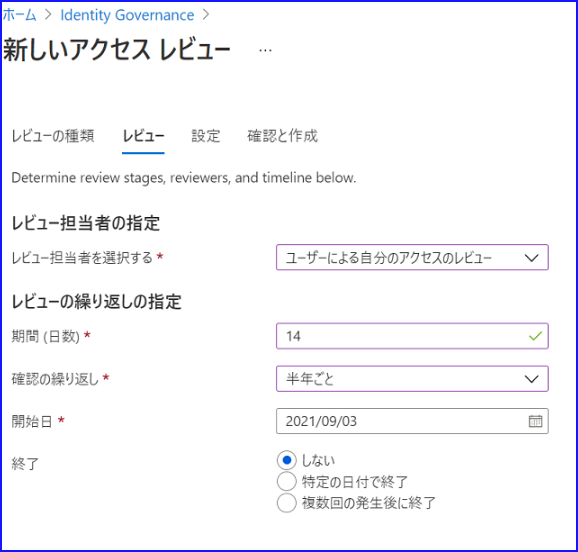 ホーム > Identity Governance >
新しいアクセス レビュー ...
レビューの種類 レビュー 設定 確認と作成
Determine review stages, reviewers, and timeline below.
レビュー担当者の指定
レビュー担当者を選択する * ユーザーによる自分のアクセスのレビュー
レビューの繰り返しの指定
期間 (日数) * 14
確認の繰り返し * 半年ごと
開始日 * 2021/09/03
終了 しない
特定の日付で終了
複数回の発生後に終了